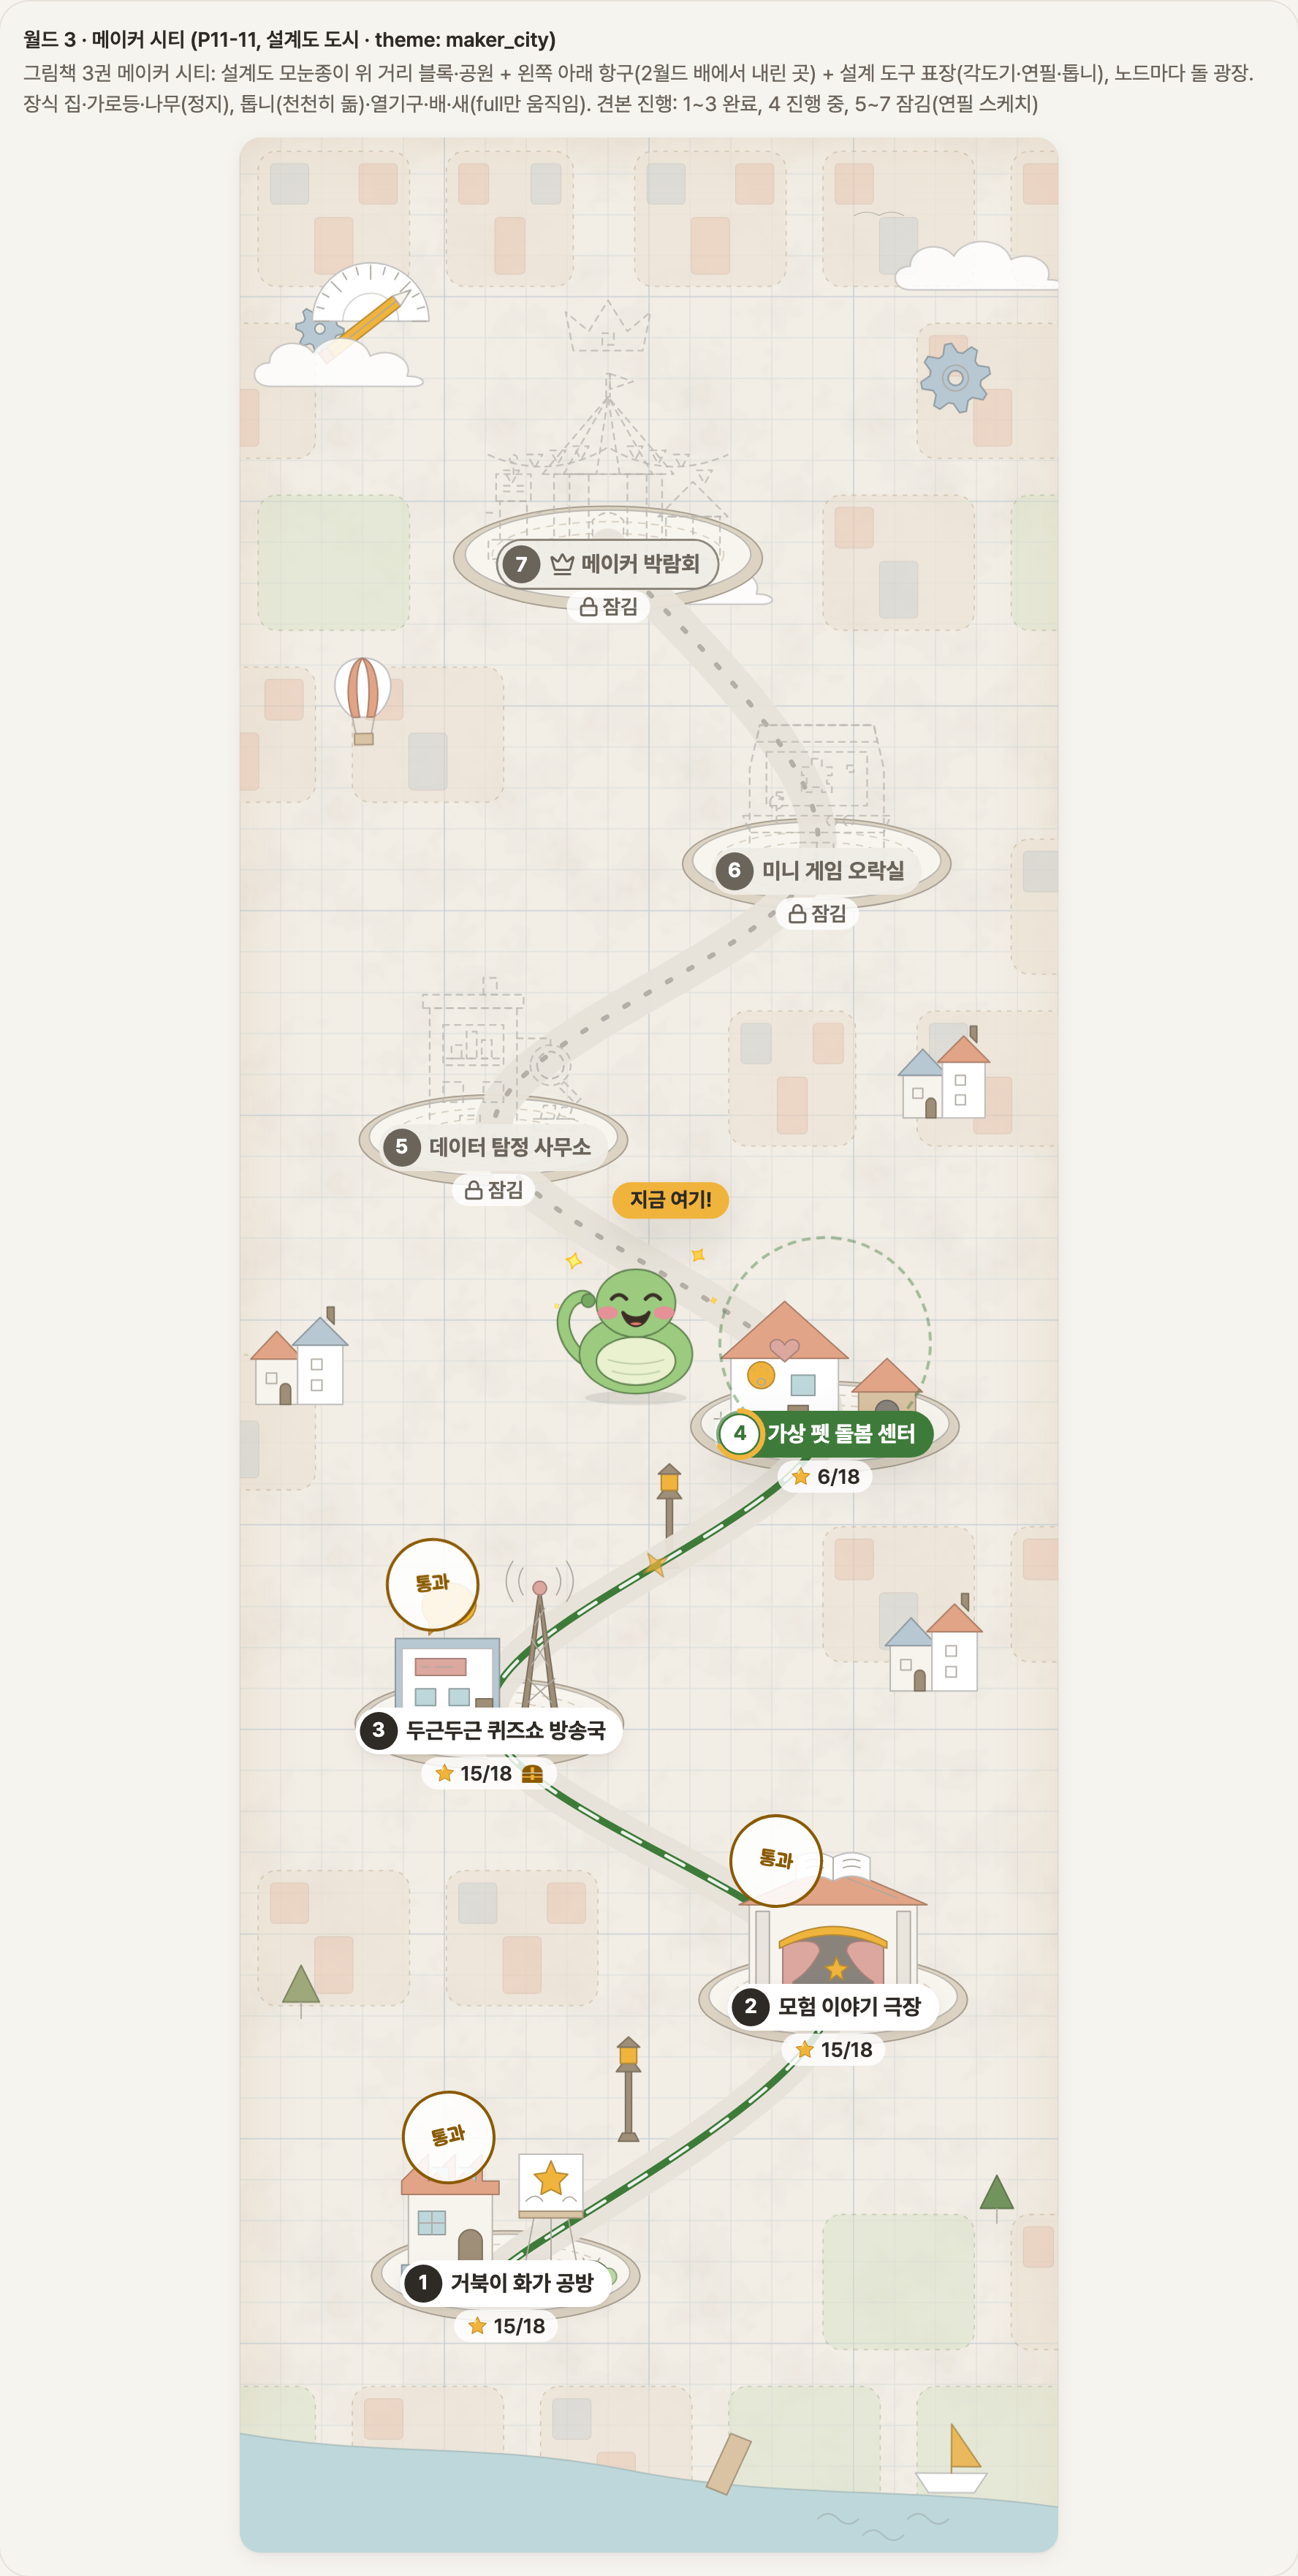 월드 3 · 메이커 시티 (P11-11, 설계도 도시 · theme: maker_city)
그림책 3권 메이커 시티: 설계도 모눈종이 위 거리 블록·공원 + 왼쪽 아래 항구(2월드 배에서 내린 곳) + 설계 도구 표장(각도기·연필·톱니), 노드마다 돌 광장.
장식 집·가로등·나무(정지), 톱니(천천히 돎)·열기구·배·새(full만 움직임). 견본 진행: 1~3 완료, 4 진행 중, 5~7 잠김(연필 스케치)
7 메이커 박람회
잠김
6 미니 게임 오락실
잠김
5 데이터 탐정 사무소
잠김
지금 여기!
4 가상 펫 돌봄 센터
6/18
통과
3 두근두근 퀴즈쇼 방송국
15/18
통과
2 모험 이야기 극장
15/18
통과
1 거북이 화가 공방
15/18